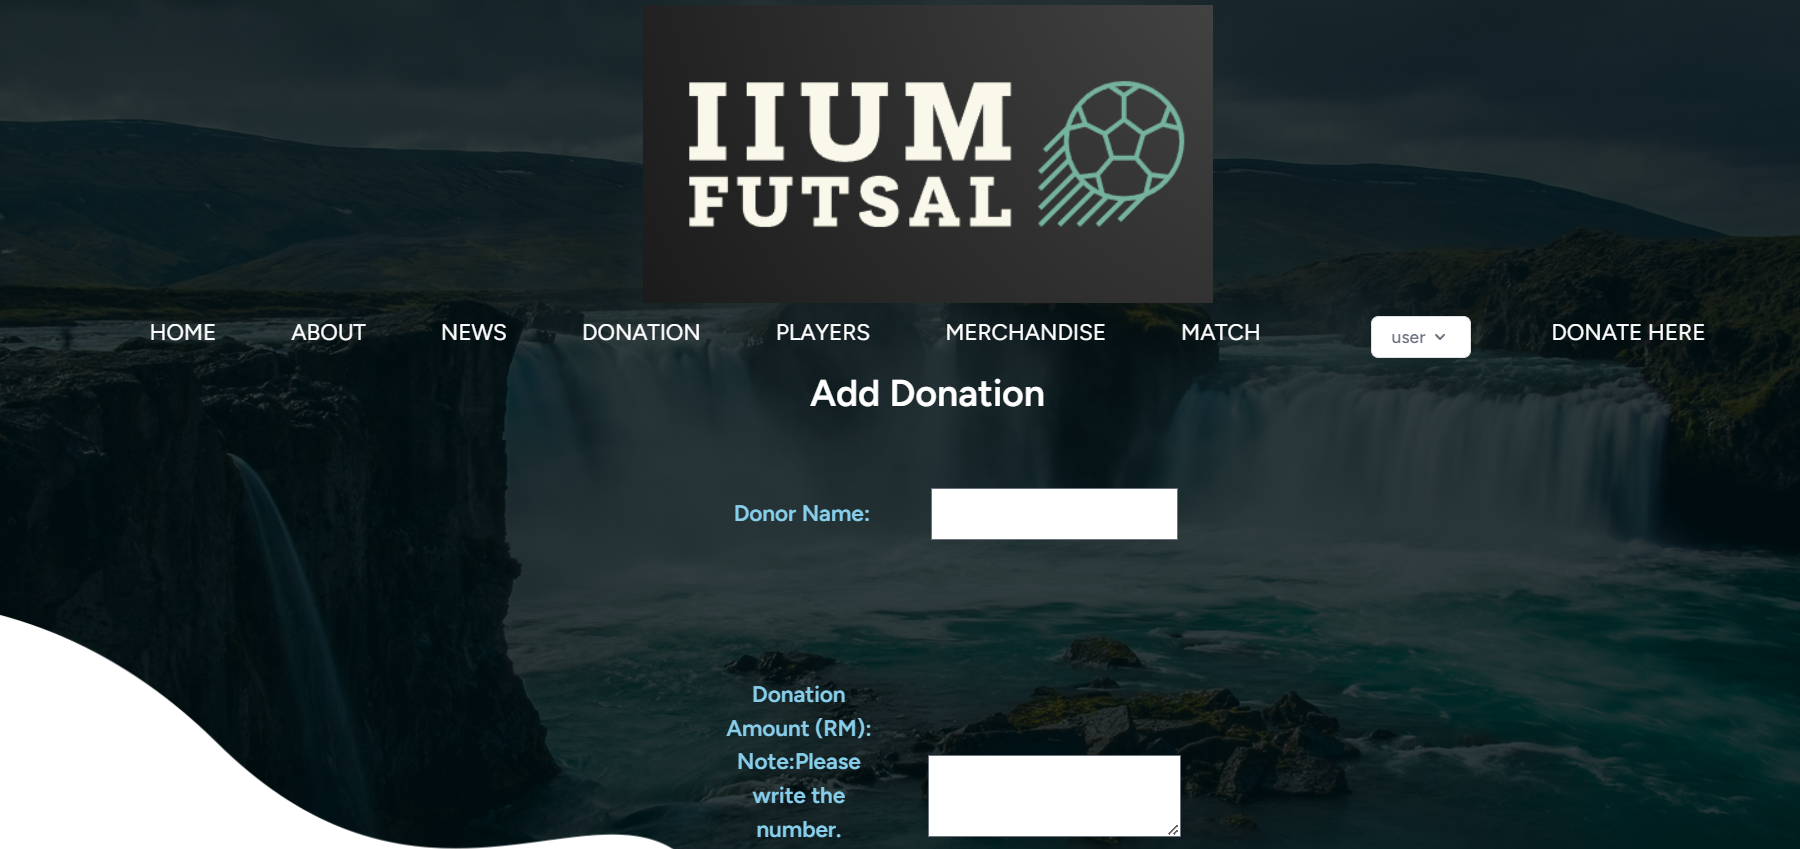 IIUM
FUTSAL
HOME ABOUT NEWS DONATION PLAYERS MERCHANDISE MATCH user DONATE HERE
Add Donation
Donor Name:
Donation
Amount (RM):
Note:Please
write the
number.